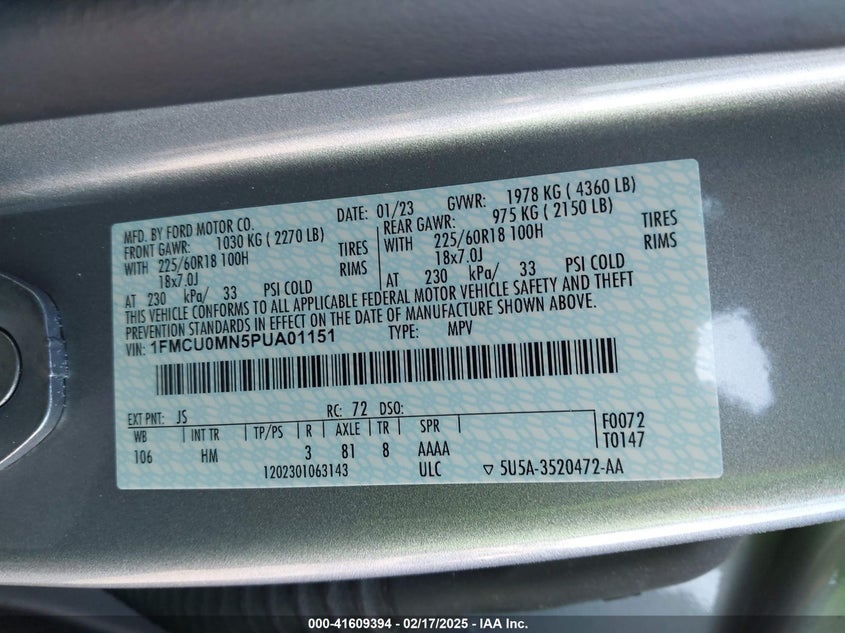 MFD. BY FORD MOTOR CO. DATE: 01/23 GVWR: 1978 KG ( 4360 LB)
FRONT GAWR: 1030 KG ( 2270 LB) REAR GAWR: 975 KG ( 2150 LB)
WITH 225/60R18 100H TIRES WITH 225/60R18 100H TIRES
18x7.0J RIMS 18x7.0J RIMS
AT 230 kPa/ 33 PSI COLD AT 230 kPa/ 33 PSI COLD
THIS VEHICLE CONFORMS TO ALL APPLICABLE FEDERAL MOTOR VEHICLE SAFETY AND THEFT
PREVENTION STANDARDS IN EFFECT ON THE DATE OF MANUFACTURE SHOWN ABOVE.
VIN: 1FMCU0MN5PUA01151 TYPE: MPV
EXT PNT: JS RC: 72 DSO: F0072
WB INT TR TP/PS R AXLE TR SPR T0147
106 HM 3 81 8 AAAA
1202301063143 ULC ▽ 5U5A-3520472-AA
000-41609394 - 02/17/2025 - IAA Inc.